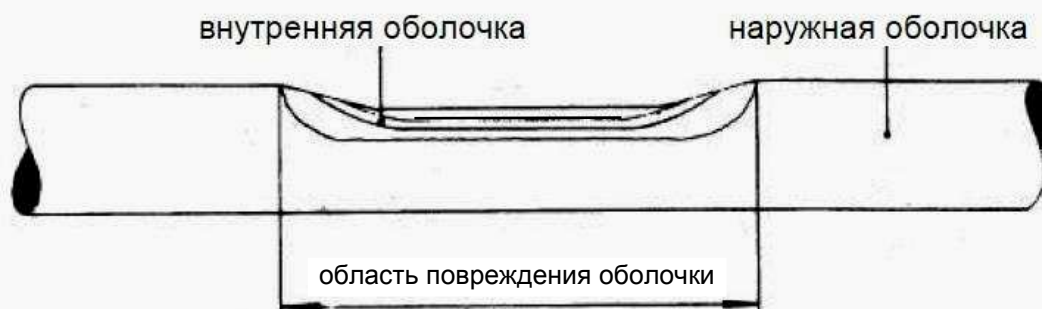 внутренняя оболочка
наружная оболочка
область повреждения оболочки